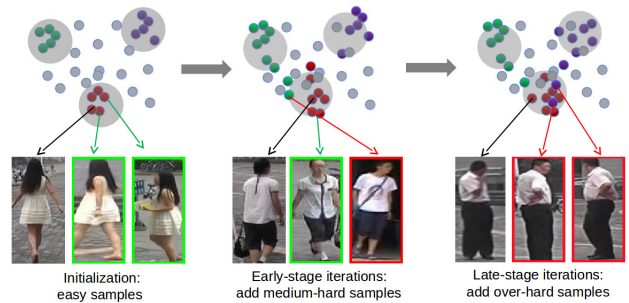 Initialization:
easy samples
Early-stage iterations:
add medium-hard samples
Late-stage iterations:
add over-hard samples